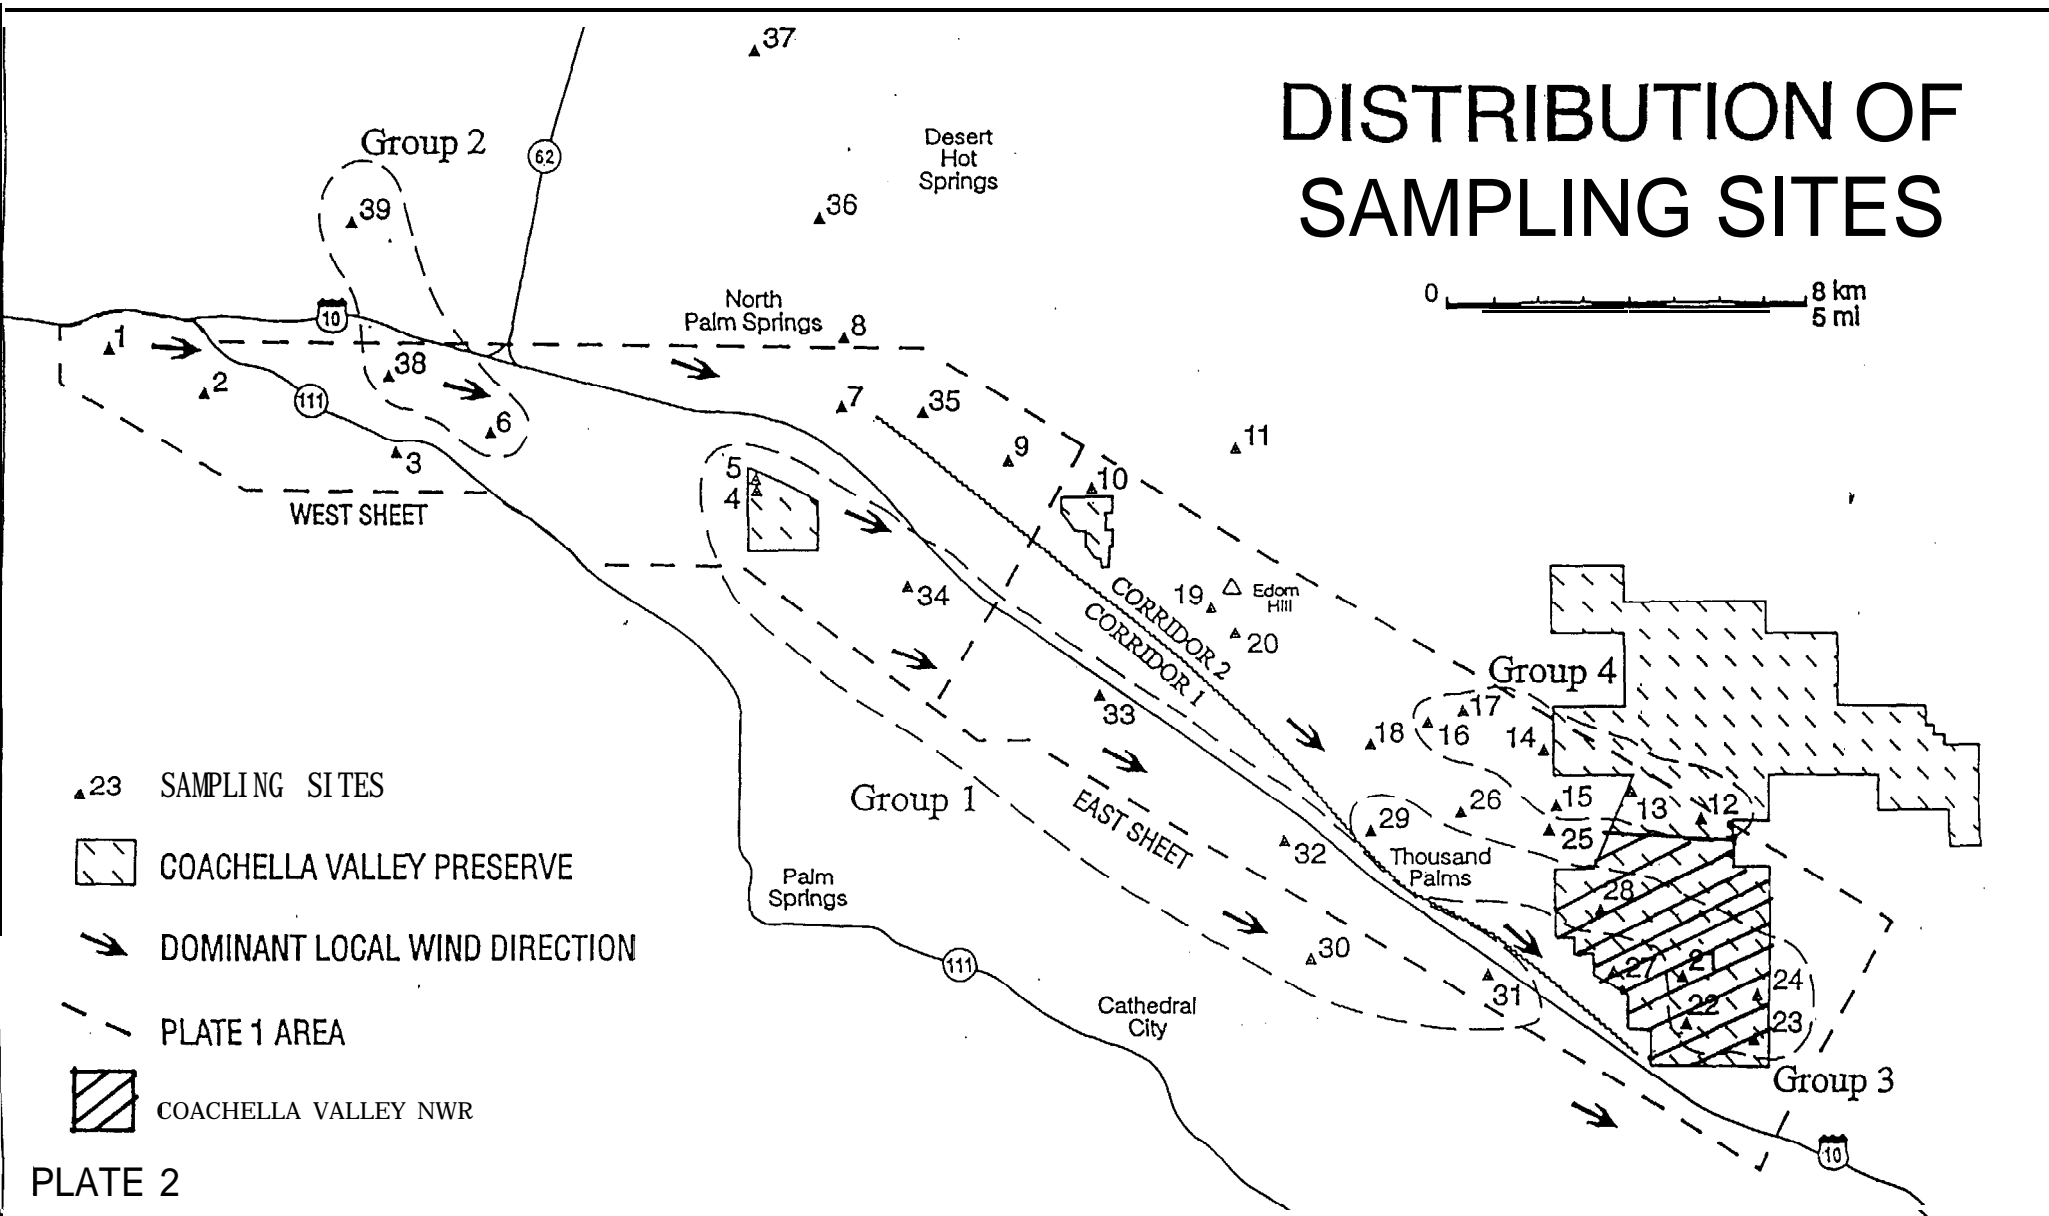 DISTRIBUTION OF
SAMPLING SITES
0
8 km
5 mi
37
Group 2
62
Desert
Hot
Springs
39
36
North
Palm Springs
10
1
8
38
2
111
7
35
6
3
9
11
5
4
10
WEST SHEET
34
19
Edom
Hill
20
CORRIDOR 2
CORRIDOR 1
Group 4
33
18
17
16
14
Group 1
EAST SHEET
26
15
13
12
29
25
32
Thousand
Palms
28
Palm
Springs
30
27
21
24
31
22
23
111
Cathedral
City
Group 3
10
23 SAMPLING SITES
COACHELLA VALLEY PRESERVE
DOMINANT LOCAL WIND DIRECTION
PLATE 1 AREA
COACHELLA VALLEY NWR
PLATE 2